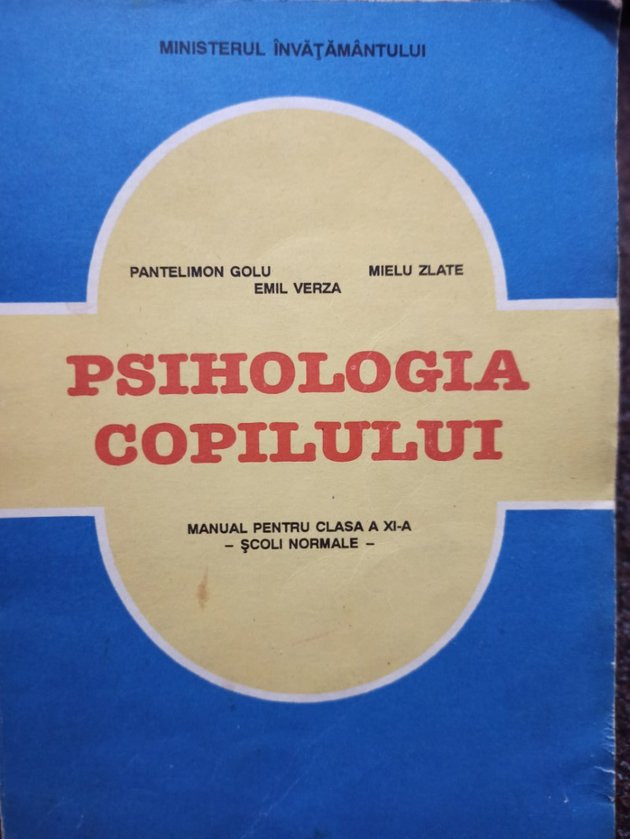 MINISTERUL ÎNVĂŢĂMÂNTULUI
PANTELIMON GOLU MIELU ZLATE
EMIL VERZA
PSIHOLOGIA
COPILULUI
MANUAL PENTRU CLASA A XI-A
– ŞCOLI NORMALE –